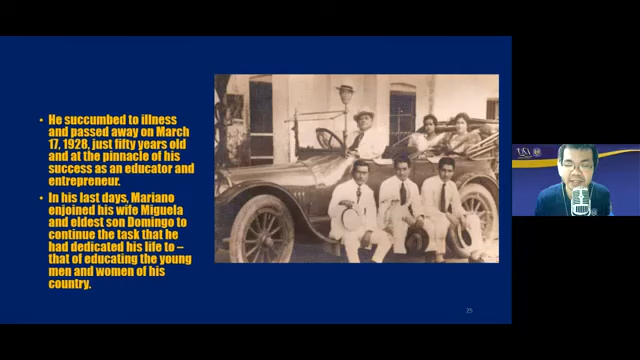 • He succumbed to illness
and passed away on March
17, 1928, just fifty years old
and at the pinnacle of his
success as an educator and
entrepreneur.
• In his last days, Mariano
enjoined his wife Miguela
and eldest son Domingo to
continue the task that he
had dedicated his life to –
that of educating the young
men and women of his
country.
25